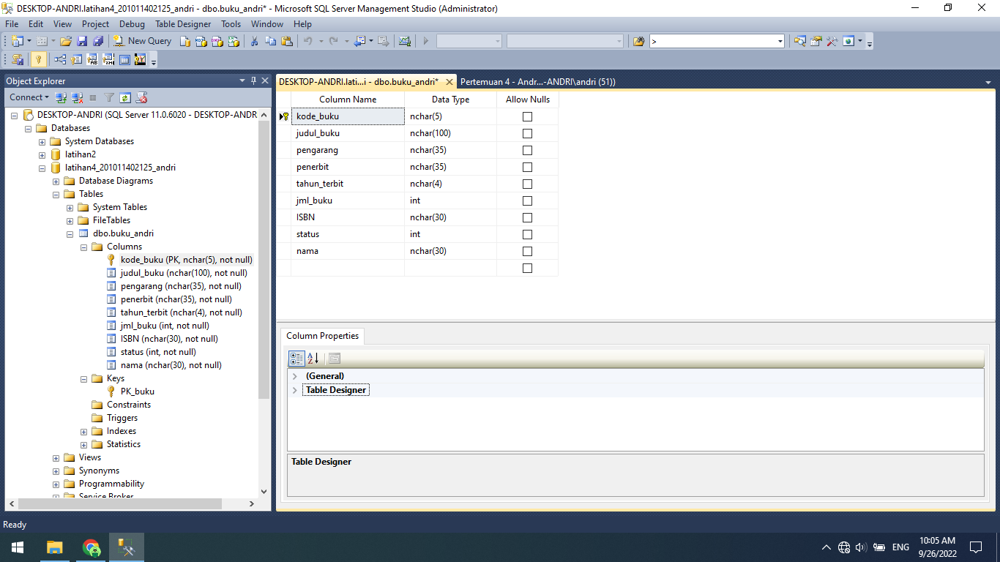 DESKTOP-ANDRI.latihan4_201011402125_andri - dbo.buku_andri* - Microsoft SQL Server Management Studio (Administrator)
File Edit View Project Debug Table Designer Tools Window Help
New Query
>
Object Explorer
Connect
DESKTOP-ANDRI (SQL Server 11.0.6020 - DESKTOP-ANDR
Databases
System Databases
latihan2
latihan4_201011402125_andri
Database Diagrams
Tables
System Tables
FileTables
dbo.buku_andri
Columns
kode_buku (PK, nchar(5), not null)
judul_buku (nchar(100), not null)
pengarang (nchar(35), not null)
penerbit (nchar(35), not null)
tahun_terbit (nchar(4), not null)
jml_buku (int, not null)
ISBN (nchar(30), not null)
status (int, not null)
nama (nchar(30), not null)
Keys
PK_buku
Constraints
Triggers
Indexes
Statistics
Views
Synonyms
Programmability
Service Broker
DESKTOP-ANDRI.lati...i - dbo.buku_andri* Pertemuan 4 - Andr...-ANDRI\andri (51))
Column Name Data Type Allow Nulls
kode_buku nchar(5)
judul_buku nchar(100)
pengarang nchar(35)
penerbit nchar(35)
tahun_terbit nchar(4)
jml_buku int
ISBN nchar(30)
status int
nama nchar(30)
Column Properties
(General)
Table Designer
Table Designer
Ready
ENG
10:05 AM
9/26/2022